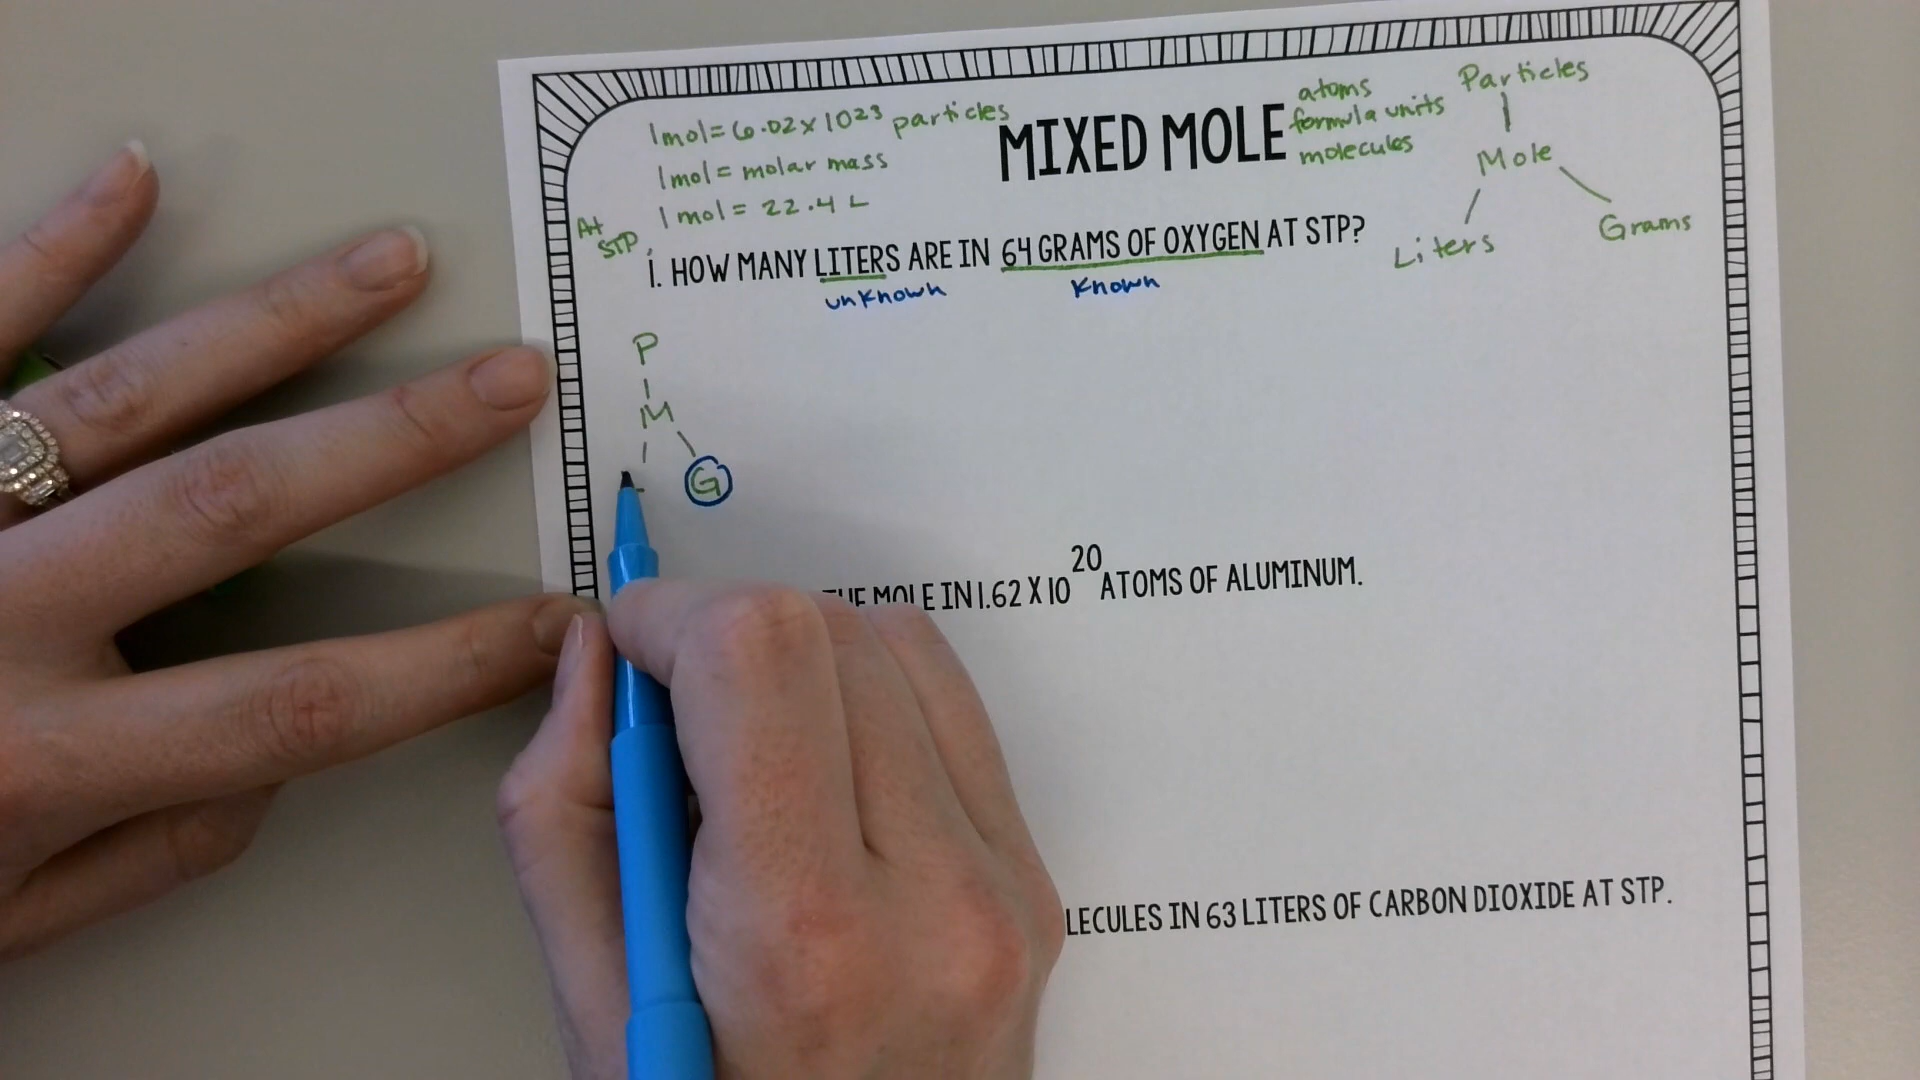 1mol = 6.02 x 10²³ particles
1mol = molar mass
At STP, 1mol = 22.4 L
MIXED MOLE
atoms
formula units
molecules
Particles
Mole
Liters Grams
1. HOW MANY LITERS ARE IN 64 GRAMS OF OXYGEN AT STP?
unknown known
P
M
G
MOLE IN 1.62 X 10²⁰ ATOMS OF ALUMINUM.
LECULES IN 63 LITERS OF CARBON DIOXIDE AT STP.